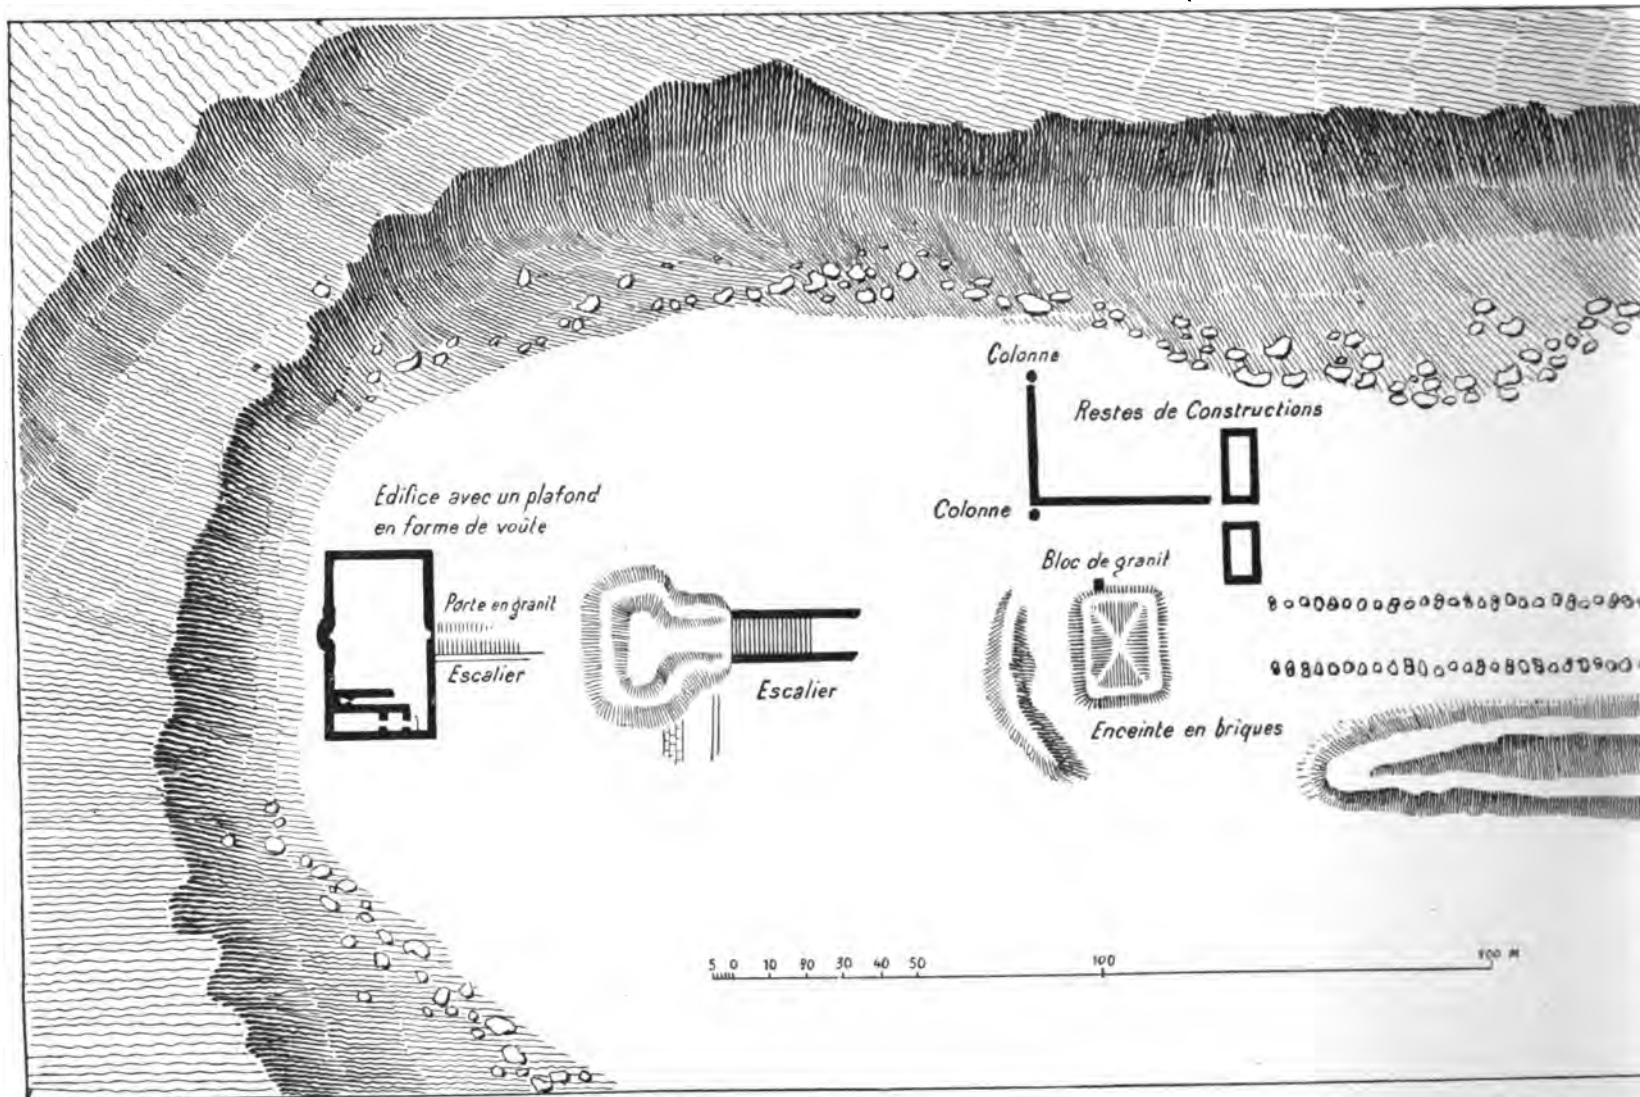 Colonne
Restes de Constructions
Edifice avec un plafond
en forme de voûte
Colonne
Bloc de granit
Porte en granit
Escalier
Escalier
Enceinte en briques
5 0 10 20 30 40 50 100 200 M